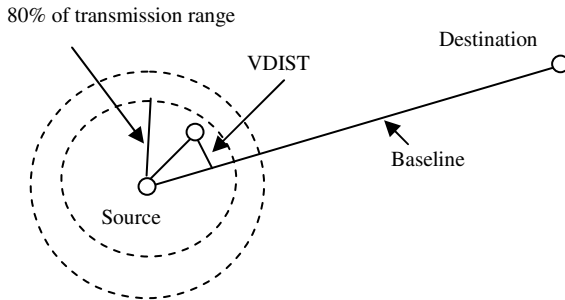 80% of transmission range
Destination
VDIST
Baseline
Source